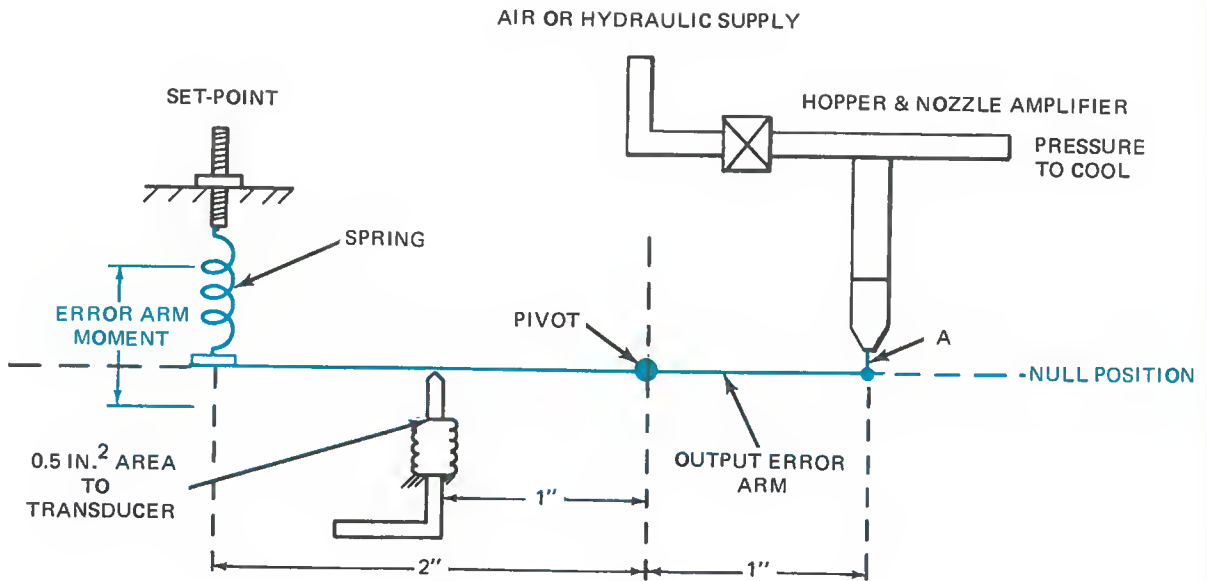 AIR OR HYDRAULIC SUPPLY
SET-POINT
HOPPER & NOZZLE AMPLIFIER
PRESSURE
TO COOL
SPRING
ERROR ARM
MOMENT
PIVOT
A
NULL POSITION
0.5 IN.² AREA
TO
TRANSDUCER
OUTPUT ERROR
ARM
1"
2"
1"